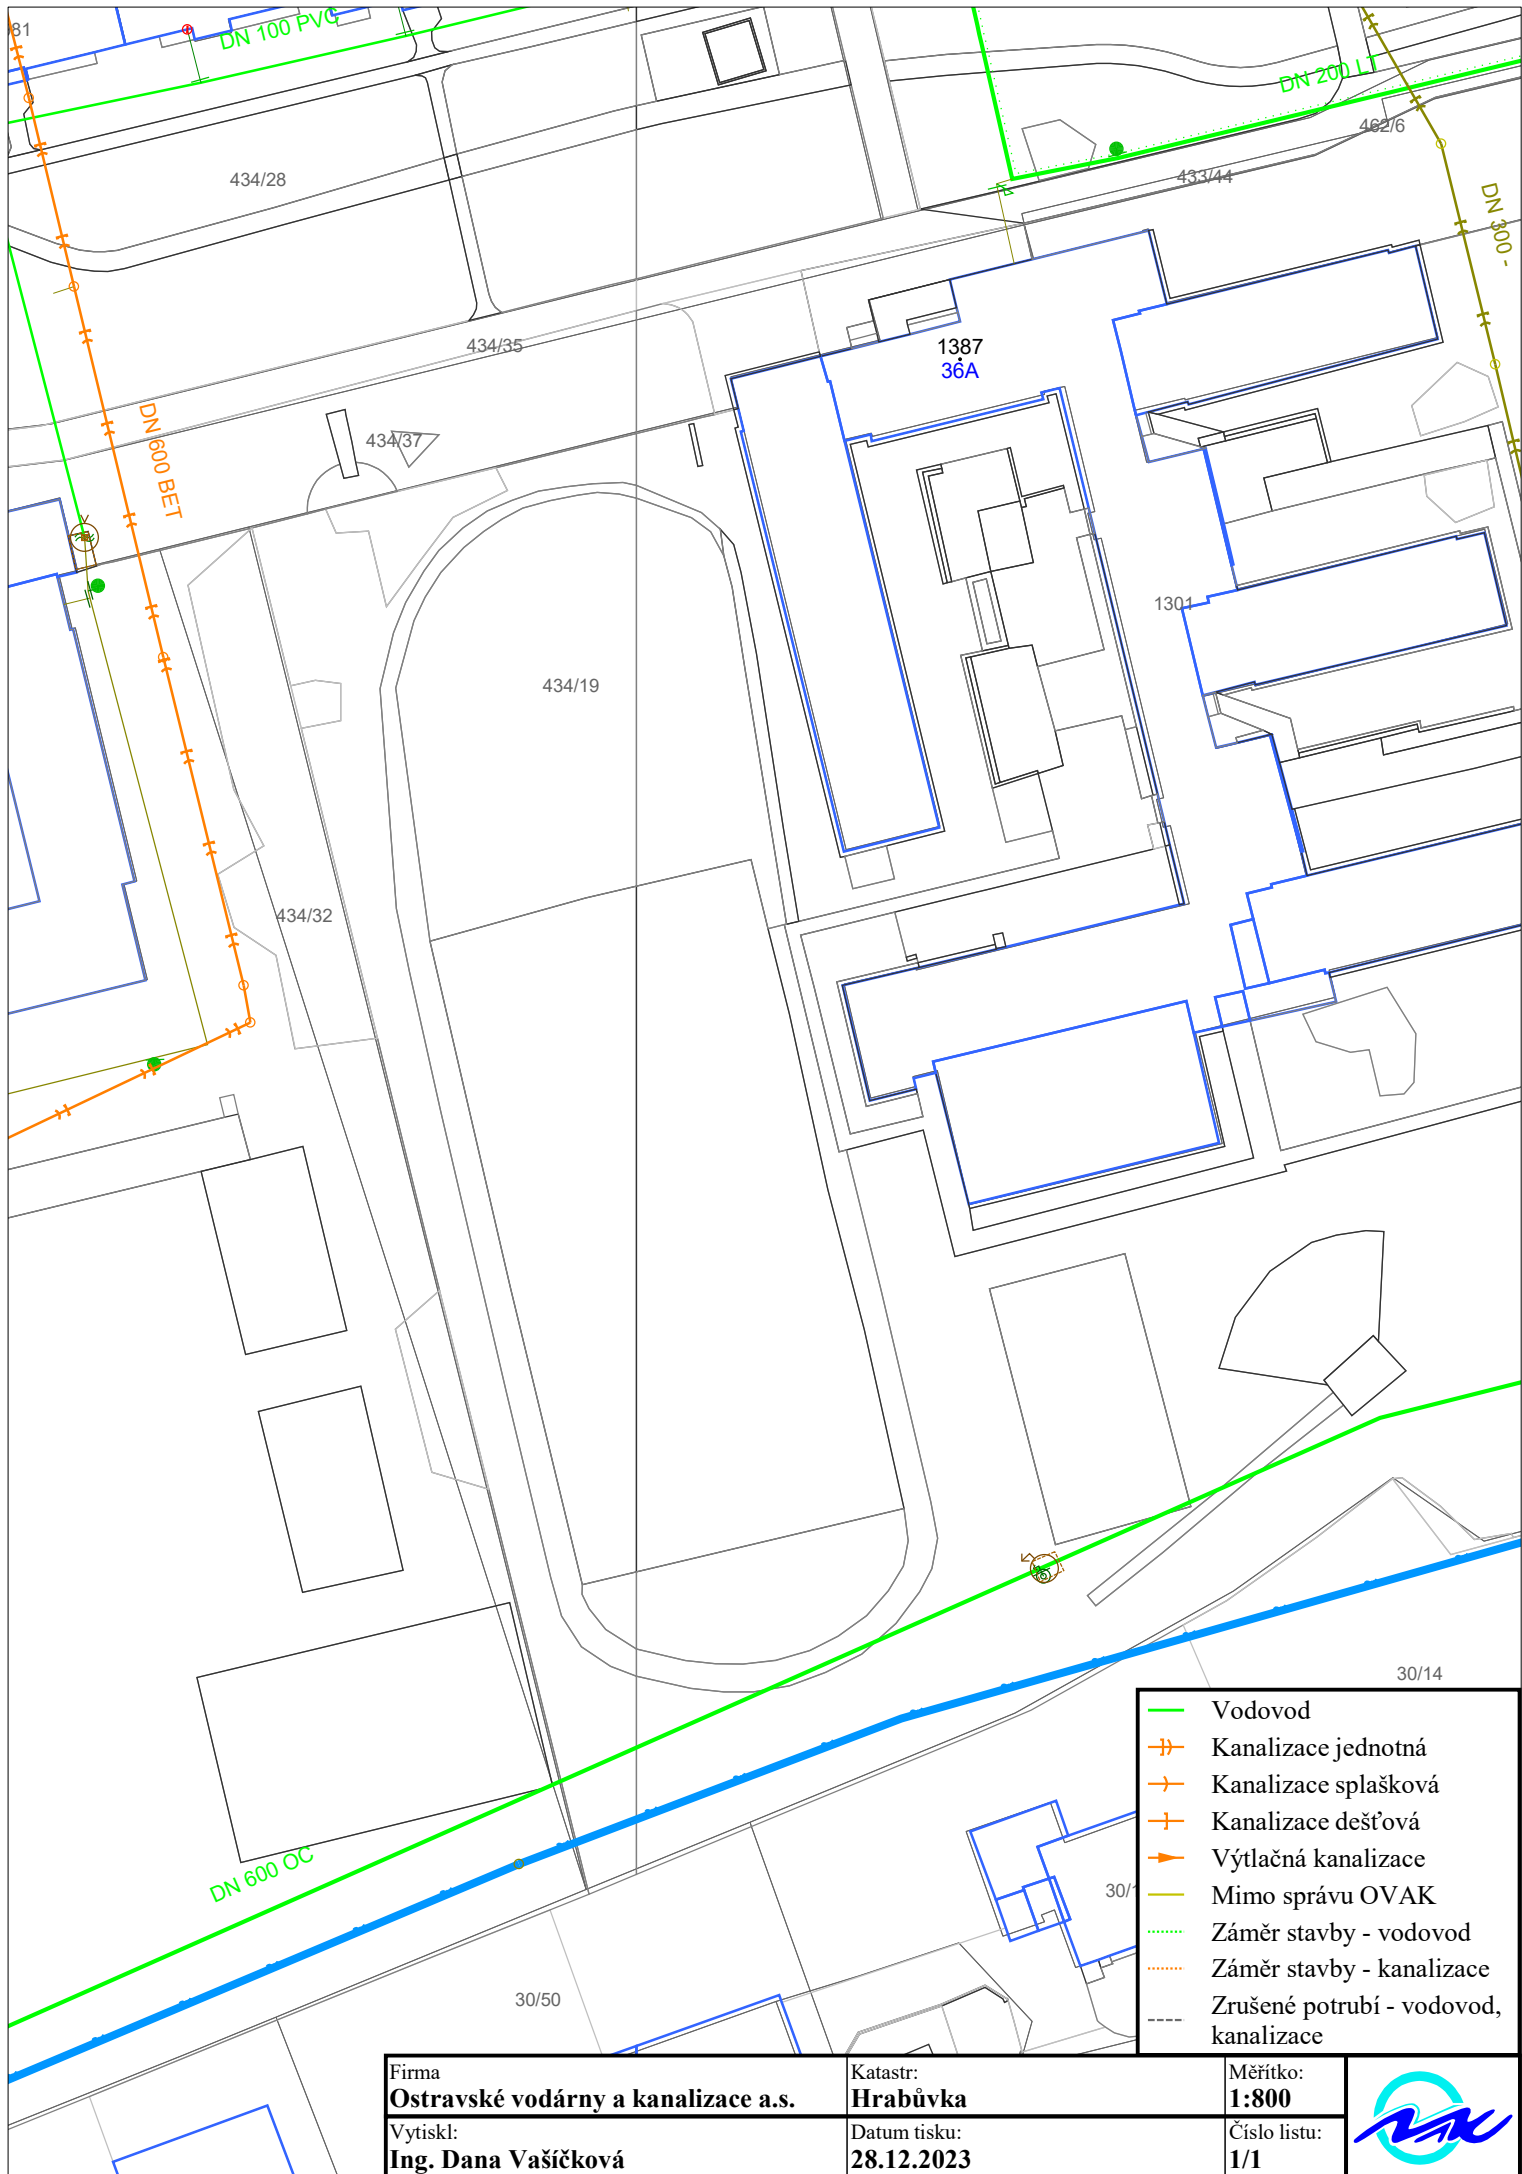 81
DN 100 PVC
DN 200 LT
462/6
434/28
433/44
DN 300 -
434/35
1387
36A
DN 600 BET
434/37
1301
434/19
434/32
30/14
Vodovod
Kanalizace jednotná
Kanalizace splašková
Kanalizace dešťová
Výtlačná kanalizace
Mimo správu OVAK
Záměr stavby - vodovod
Záměr stavby - kanalizace
Zrušené potrubí - vodovod,
kanalizace
DN 600 OC
30/1
30/50
Firma
Ostravské vodárny a kanalizace a.s.
Katastr:
Hrabůvka
Měřítko:
1:800
Vytiskl:
Ing. Dana Vašíčková
Datum tisku:
28.12.2023
Číslo listu:
1/1